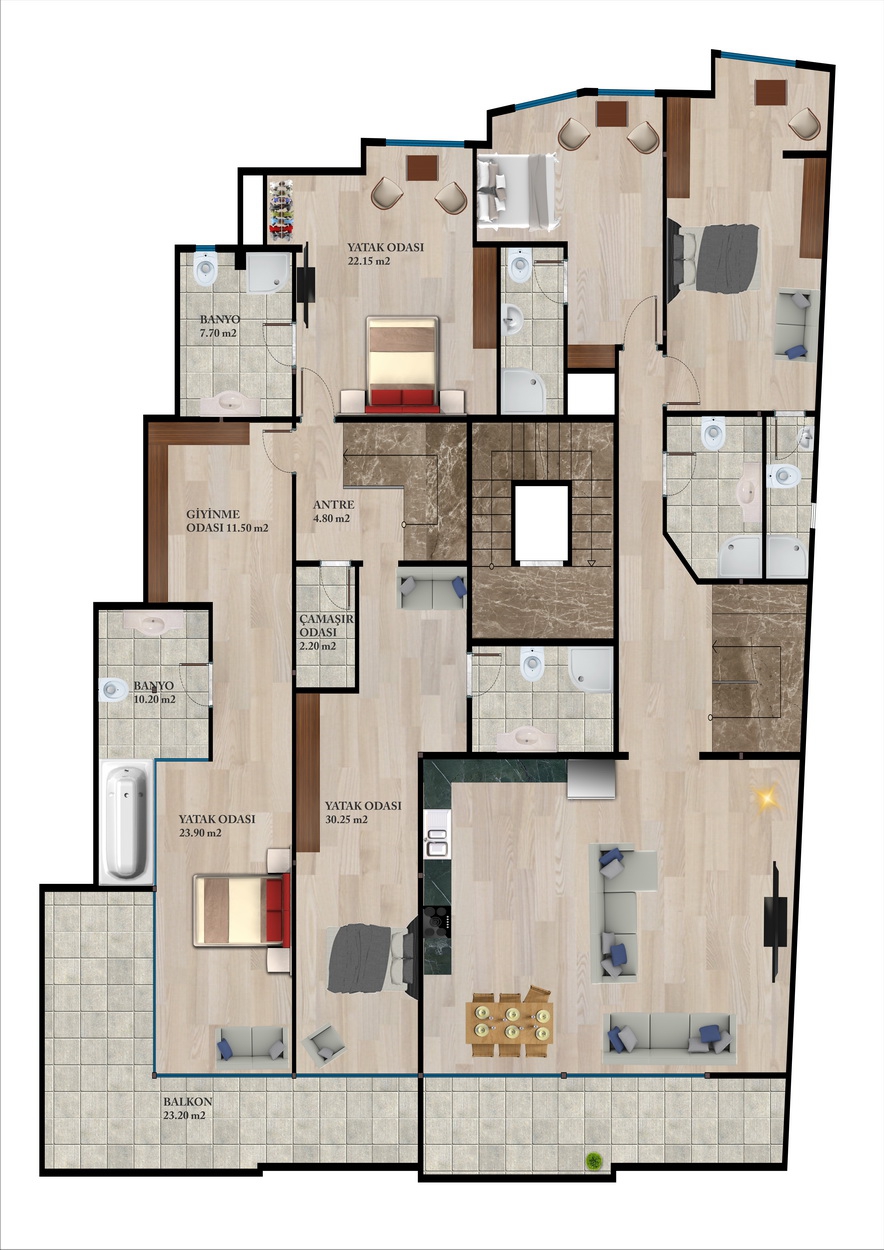 YATAK ODASI
22.15 m2
BANYO
7.70 m2
GİYİNME
ODASI 11.50 m2
ANTRE
4.80 m2
ÇAMAŞIR
ODASI
2.20 m2
BANYO
10.20 m2
YATAK ODASI
23.90 m2
YATAK ODASI
30.25 m2
BALKON
23.20 m2